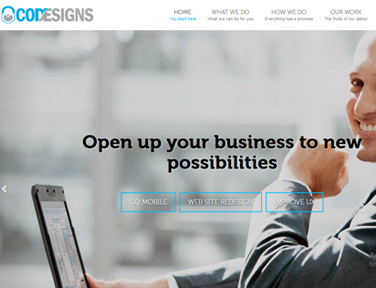 CODESIGNS
HOME
You start here
WHAT WE DO
What we can do for you
HOW WE DO
Everything has a process
OUR WORK
The fruits of our labour
Open up your business to new
possibilities
GO MOBILE
WEB SITE REDESIGN
IMPROVE UX